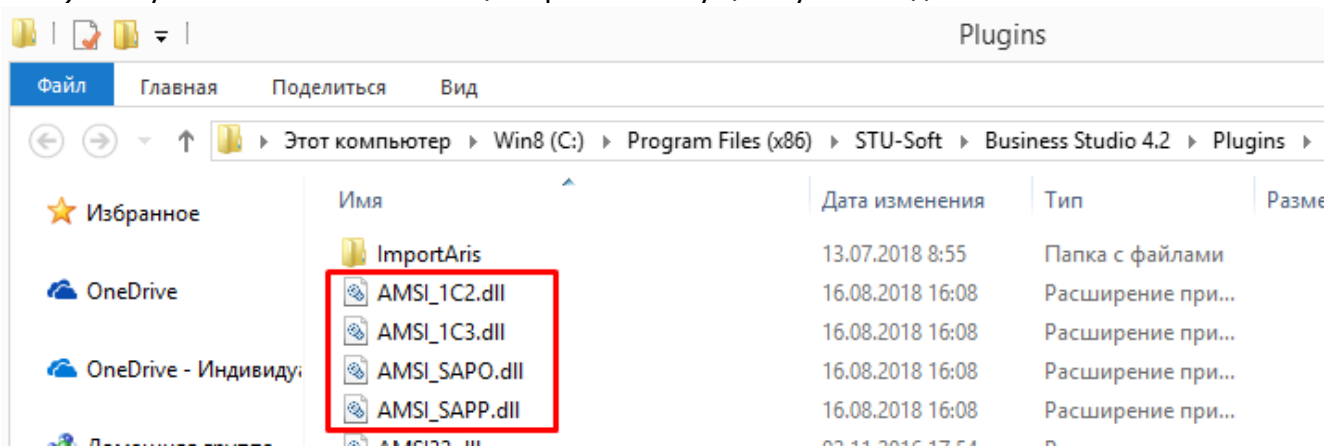 Plugins
Файл Главная Поделиться Вид
Этот компьютер Win8 (C:) Program Files (x86) STU-Soft Business Studio 4.2 Plugins
Избранное Имя Дата изменения Тип Разме
ImportAris 13.07.2018 8:55 Папка с файлами
OneDrive AMSI_1C2.dll 16.08.2018 16:08 Расширение при...
AMSI_1C3.dll 16.08.2018 16:08 Расширение при...
OneDrive - Индивиду AMSI_SAPO.dll 16.08.2018 16:08 Расширение при...
AMSI_SAPP.dll 16.08.2018 16:08 Расширение при...